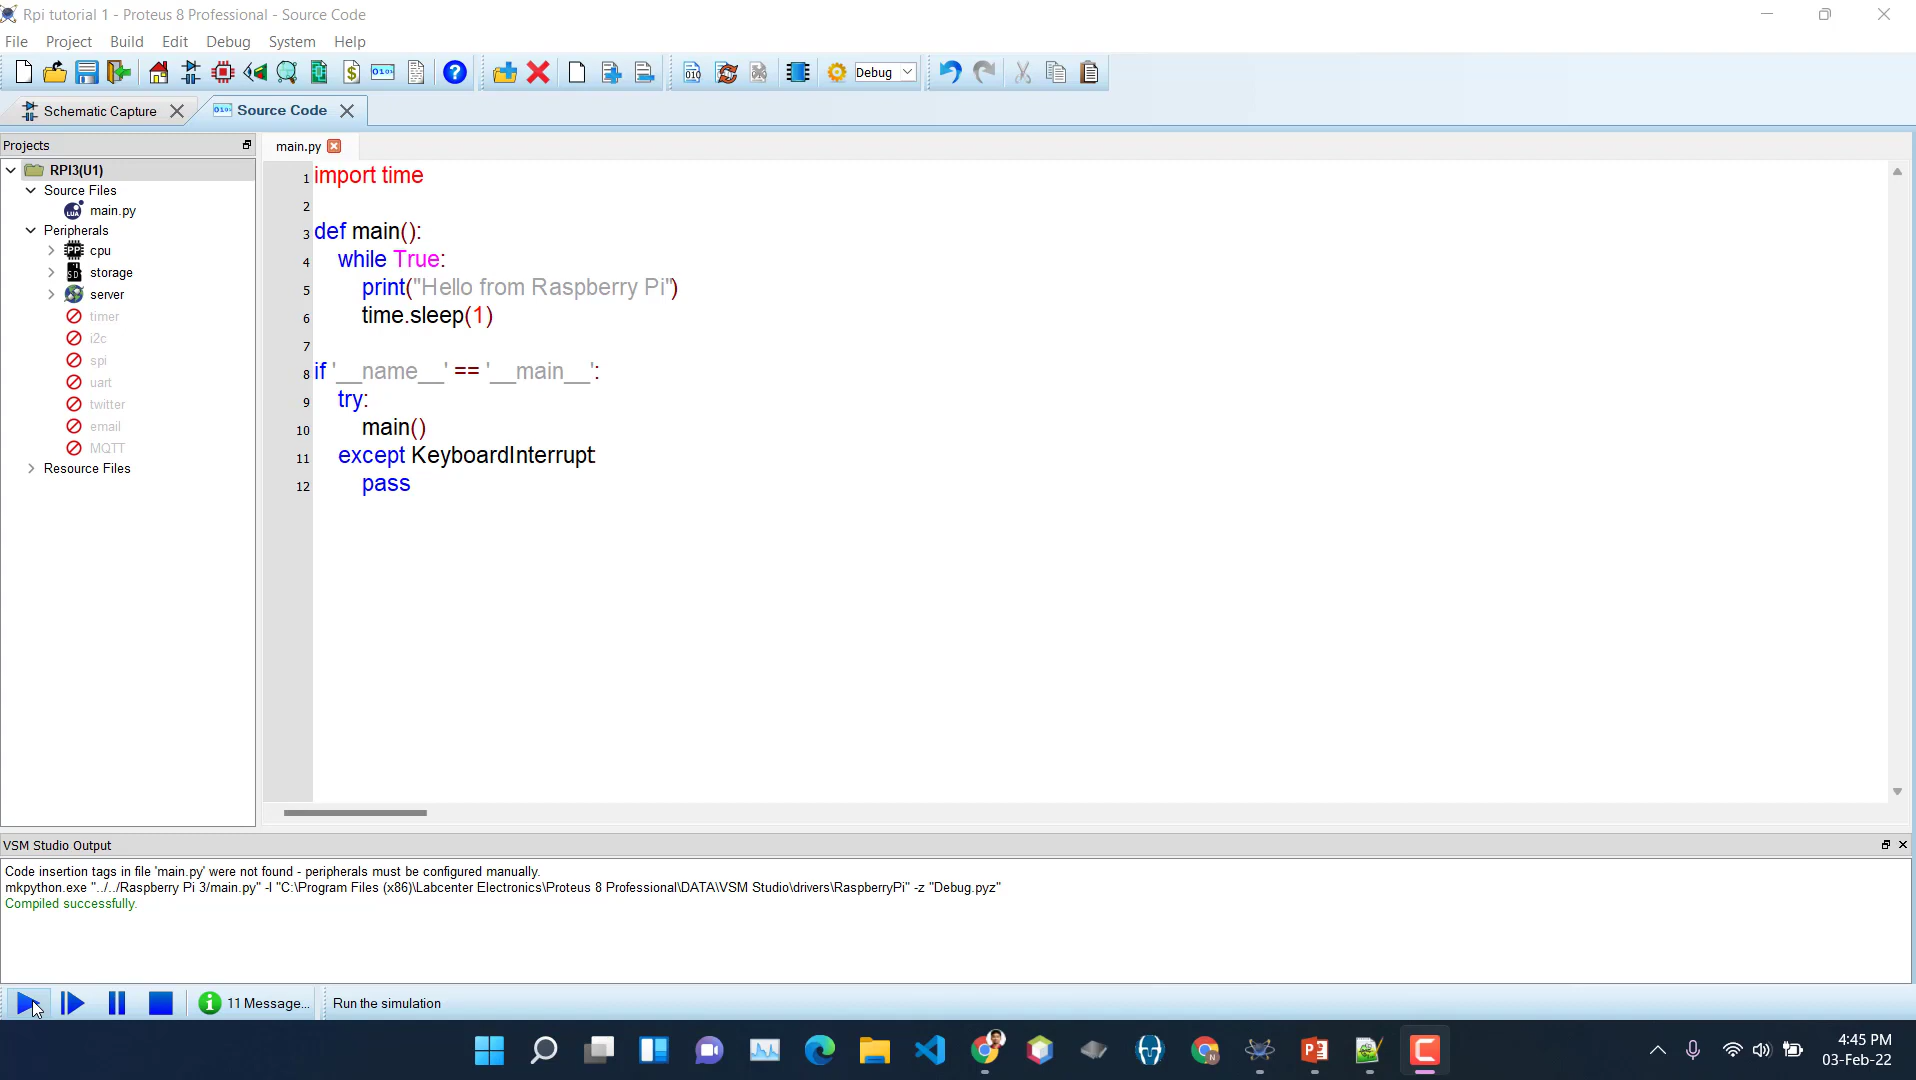 Rpi tutorial 1 - Proteus 8 Professional - Source Code
File Project Build Edit Debug System Help
Debug
Schematic Capture Source Code
Projects
main.py
RPI3(U1)
Source Files
main.py
Peripherals
cpu
storage
server
timer
i2c
spi
uart
twitter
email
MQTT
Resource Files
1 import time
2
3 def main():
4 while True:
5 print("Hello from Raspberry Pi")
6 time.sleep(1)
7
8 if '__name__' == '__main__':
9 try:
10 main()
11 except KeyboardInterrupt:
12 pass
VSM Studio Output
Code insertion tags in file 'main.py' were not found - peripherals must be configured manually.
mkpython.exe "../../Raspberry Pi 3/main.py" -l "C:\Program Files (x86)\Labcenter Electronics\Proteus 8 Professional\DATA\VSM Studio\drivers\RaspberryPi" -z "Debug.pyz"
Compiled successfully.
11 Message... Run the simulation
4:45 PM
03-Feb-22